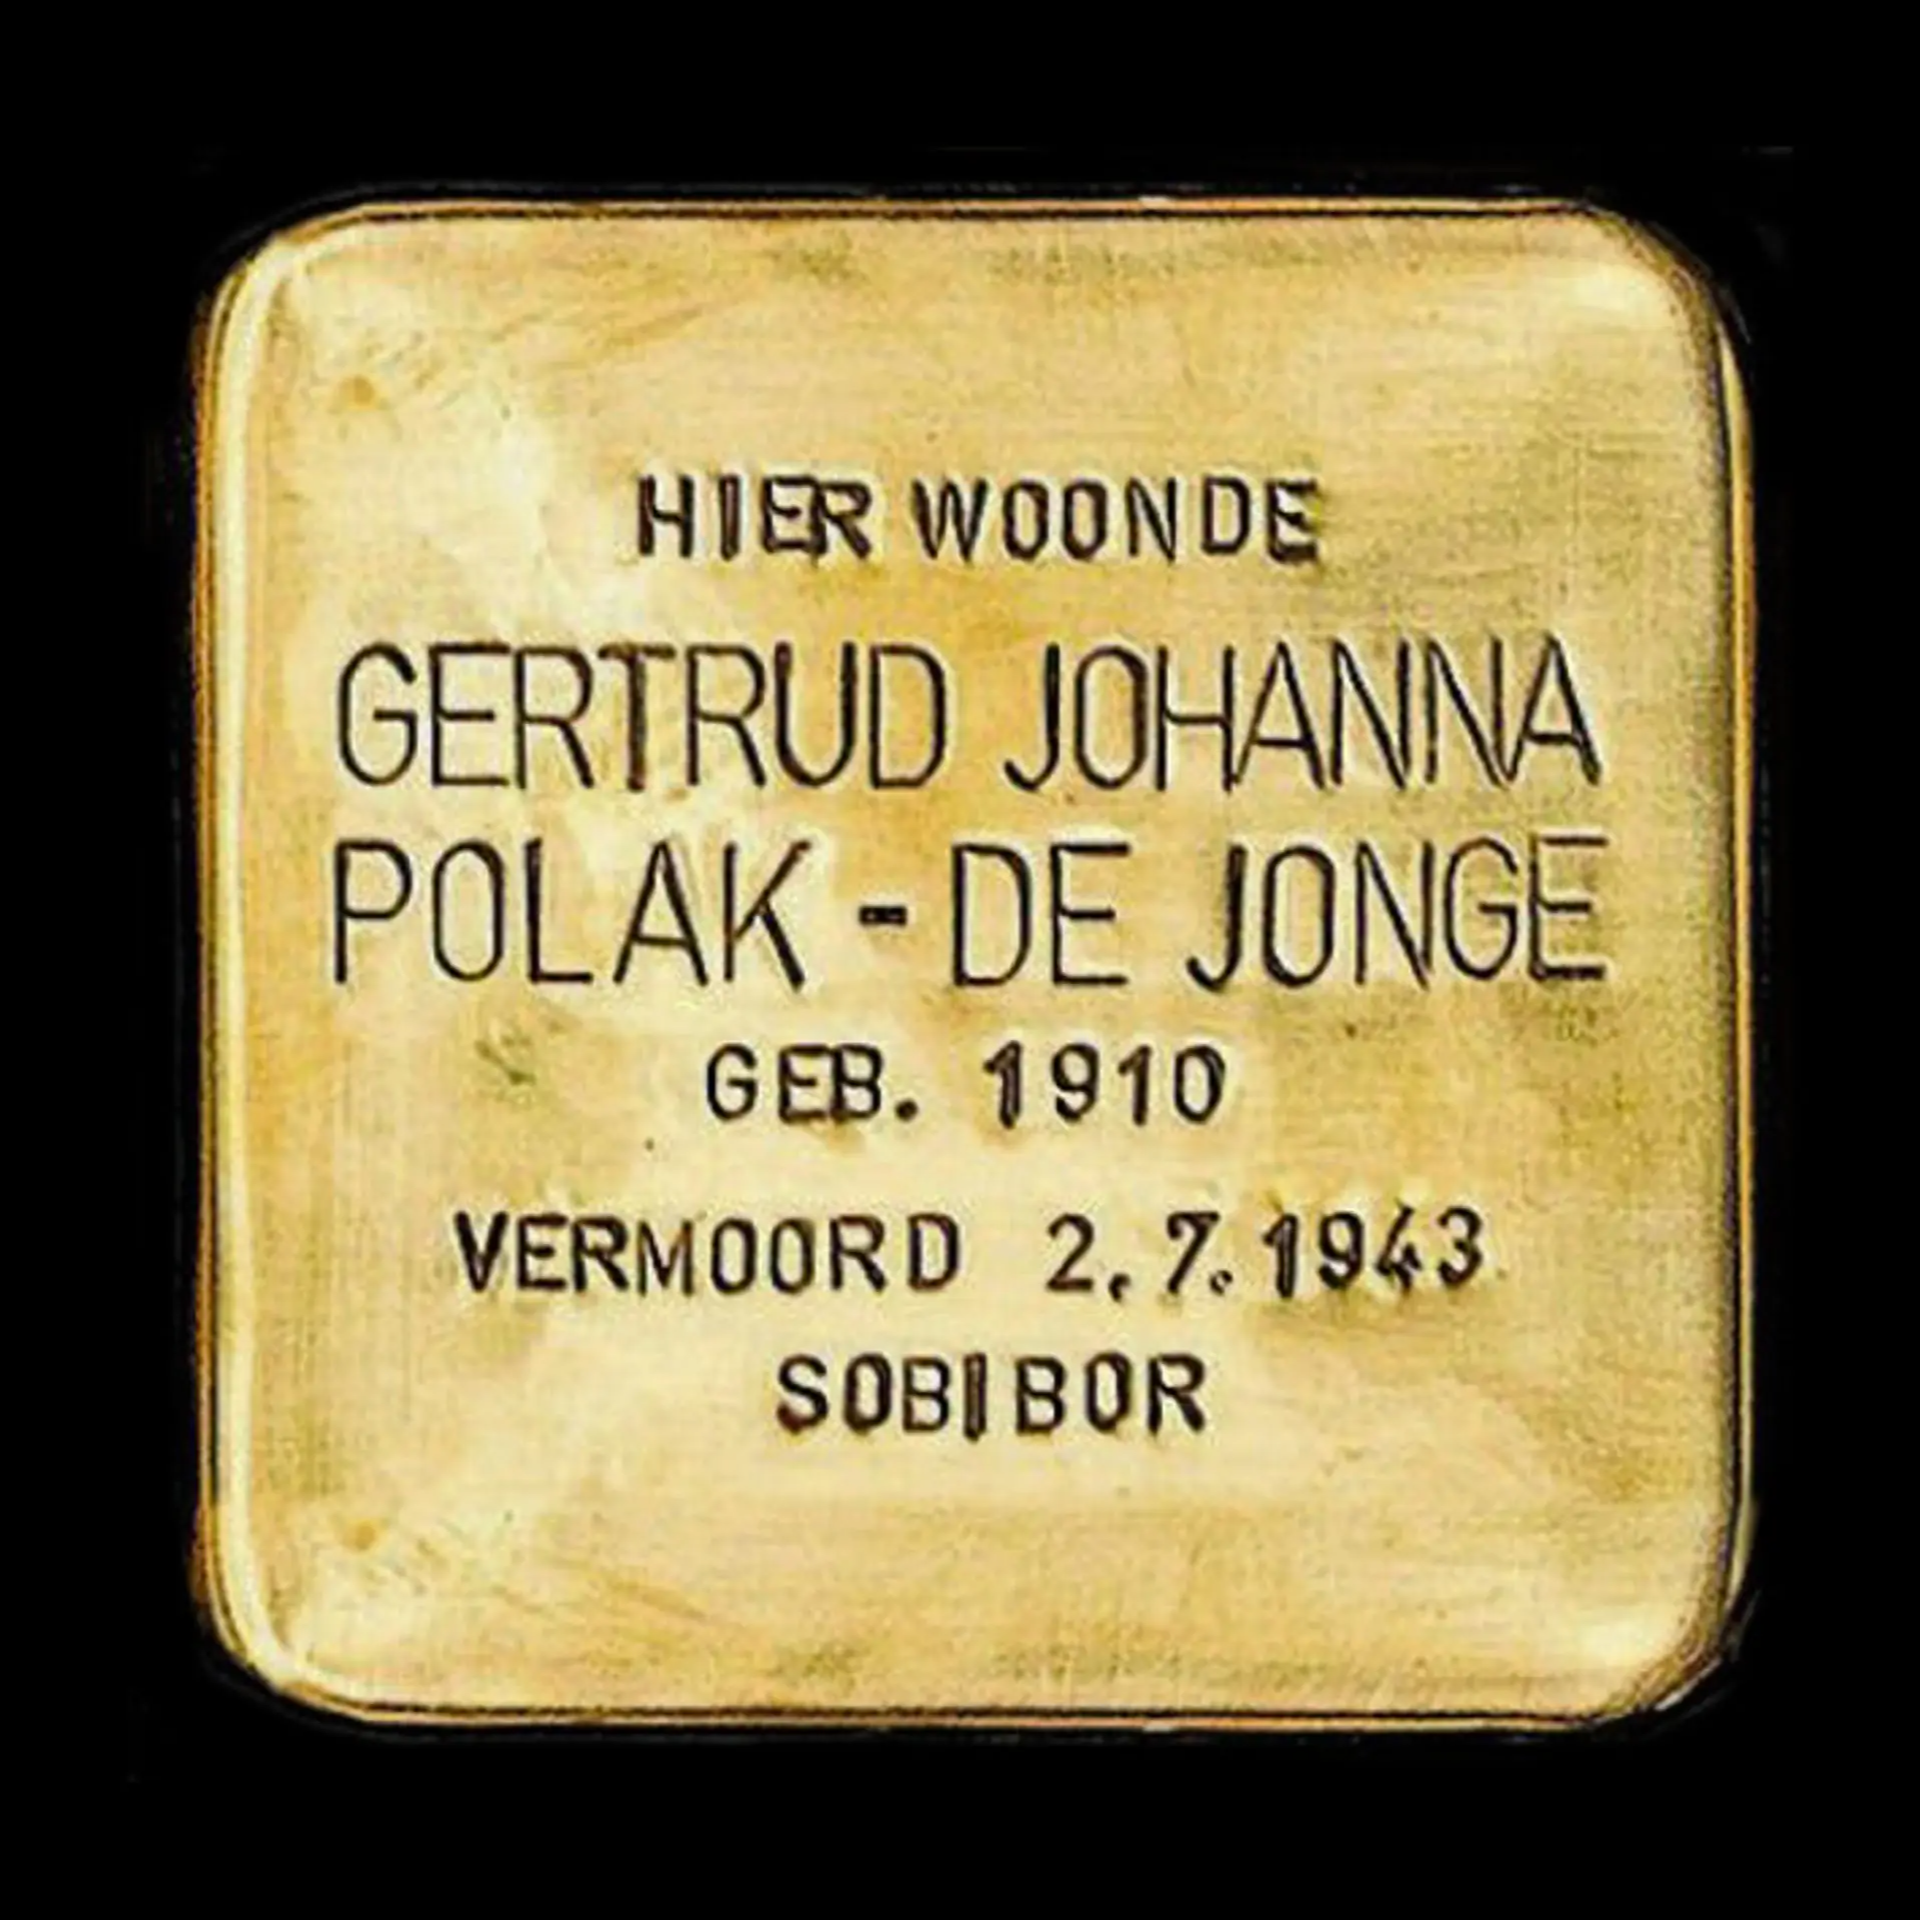 HIER WOONDE
GERTRUD JOHANNA
POLAK - DE JONGE
GEB. 1910
VERMOORD 2.7.1943
SOBIBOR